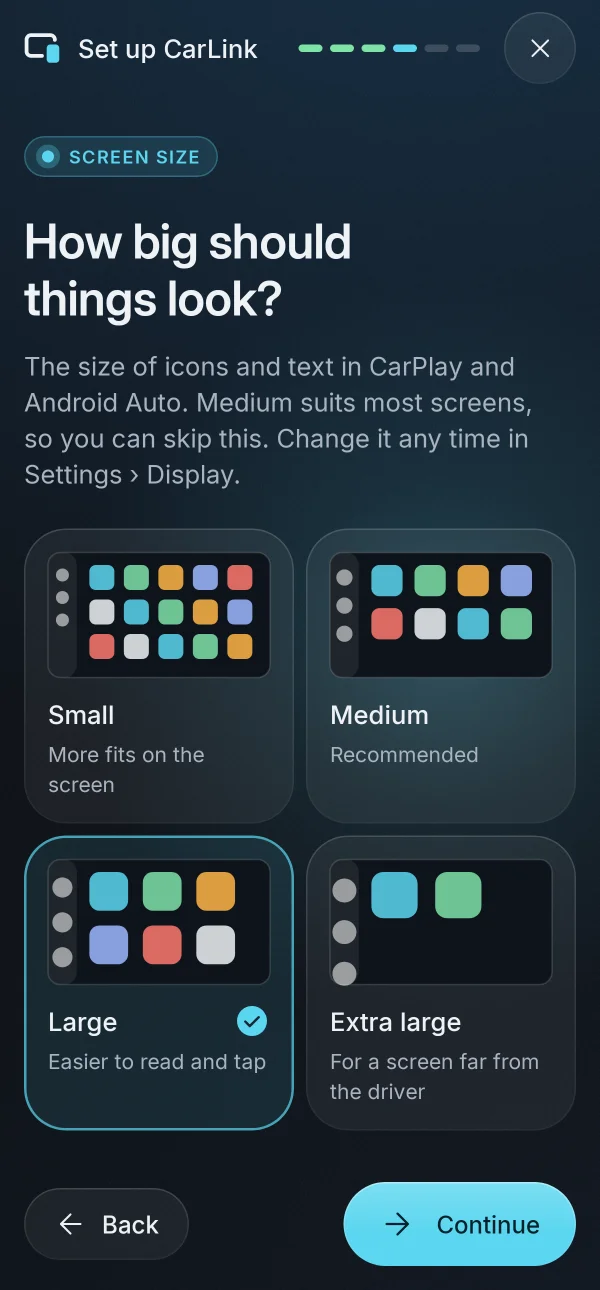 Set up CarLink
SCREEN SIZE
How big should
things look?
The size of icons and text in CarPlay and
Android Auto. Medium suits most screens,
so you can skip this. Change it any time in
Settings › Display.
Small
More fits on the
screen
Medium
Recommended
Large
Easier to read and tap
Extra large
For a screen far from
the driver
Back
Continue